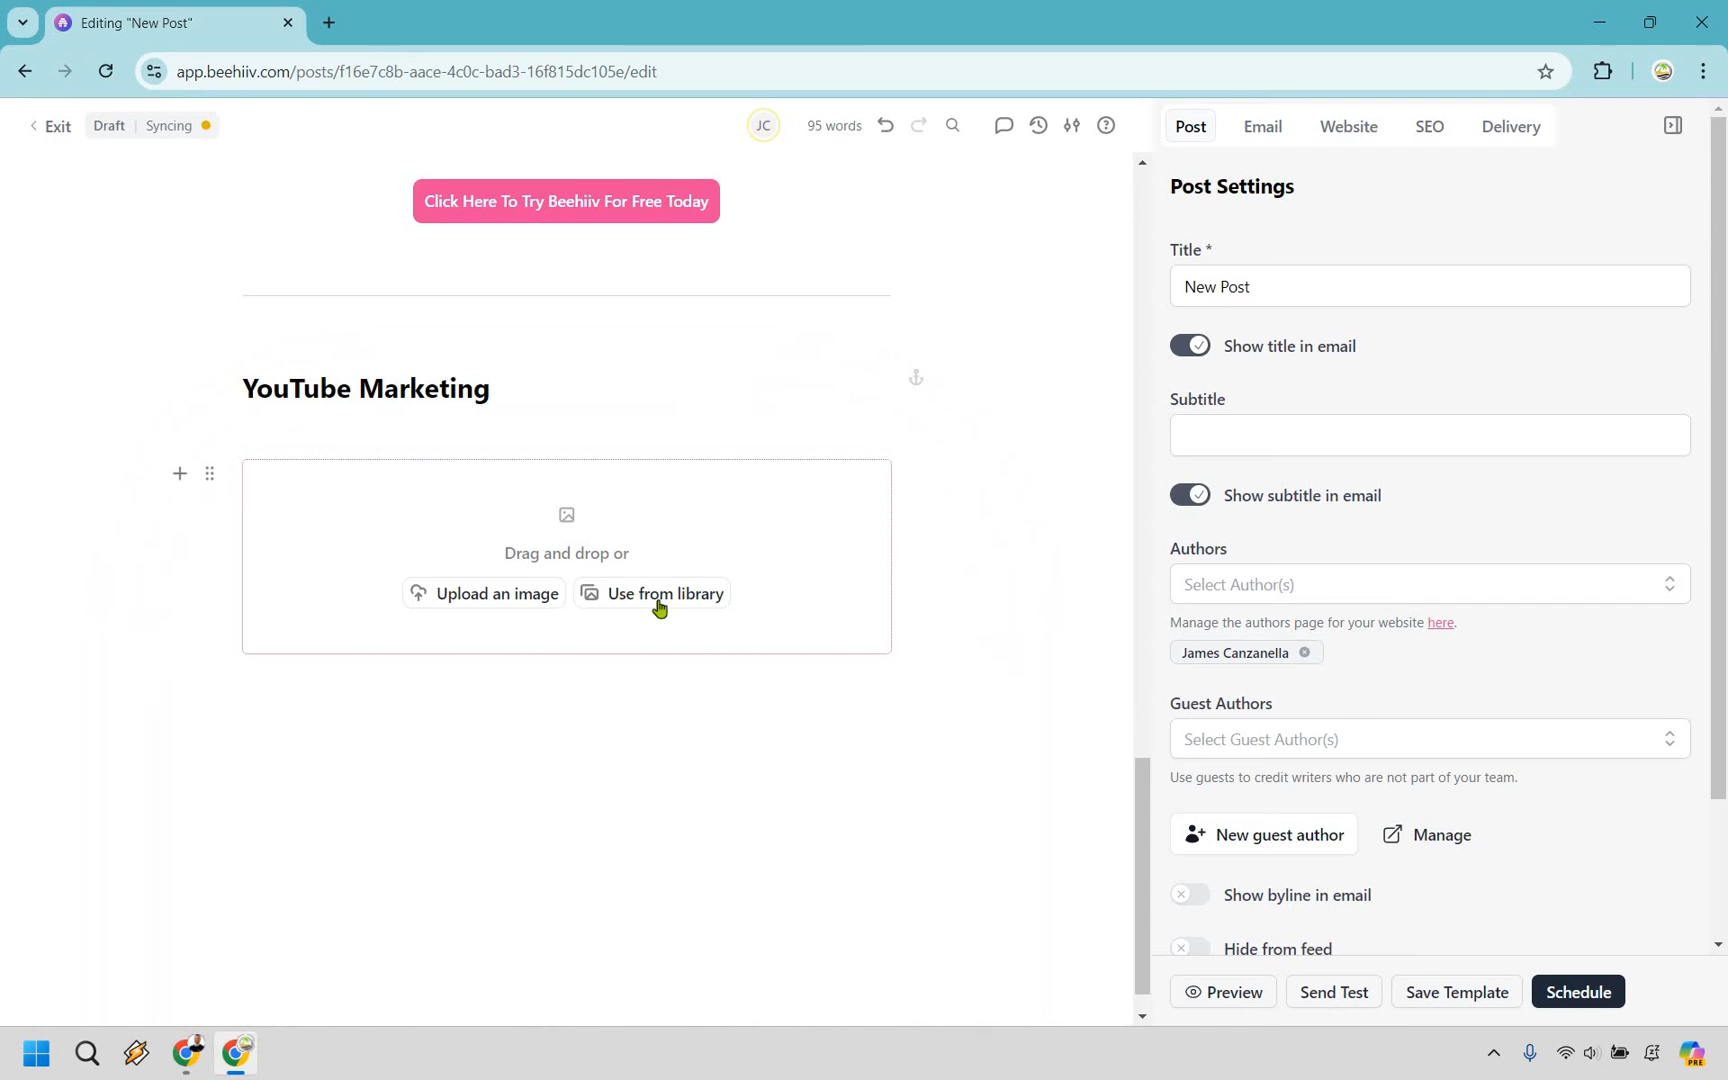 Editing "New Post"
app.beehiiv.com/posts/f16e7c8b-aace-4c0c-bad3-16f815dc105e/edit
Exit
Draft
Syncing
JC
95 words
Post
Email
Website
SEO
Delivery
Click Here To Try Beehiiv For Free Today
YouTube Marketing
Drag and drop or
Upload an image
Use from library
Post Settings
Title *
New Post
Show title in email
Subtitle
Show subtitle in email
Authors
Select Author(s)
Manage the authors page for your website here.
James Canzanella
Guest Authors
Select Guest Author(s)
Use guests to credit writers who are not part of your team.
New guest author
Manage
Show byline in email
Hide from feed
Preview
Send Test
Save Template
Schedule
PRE